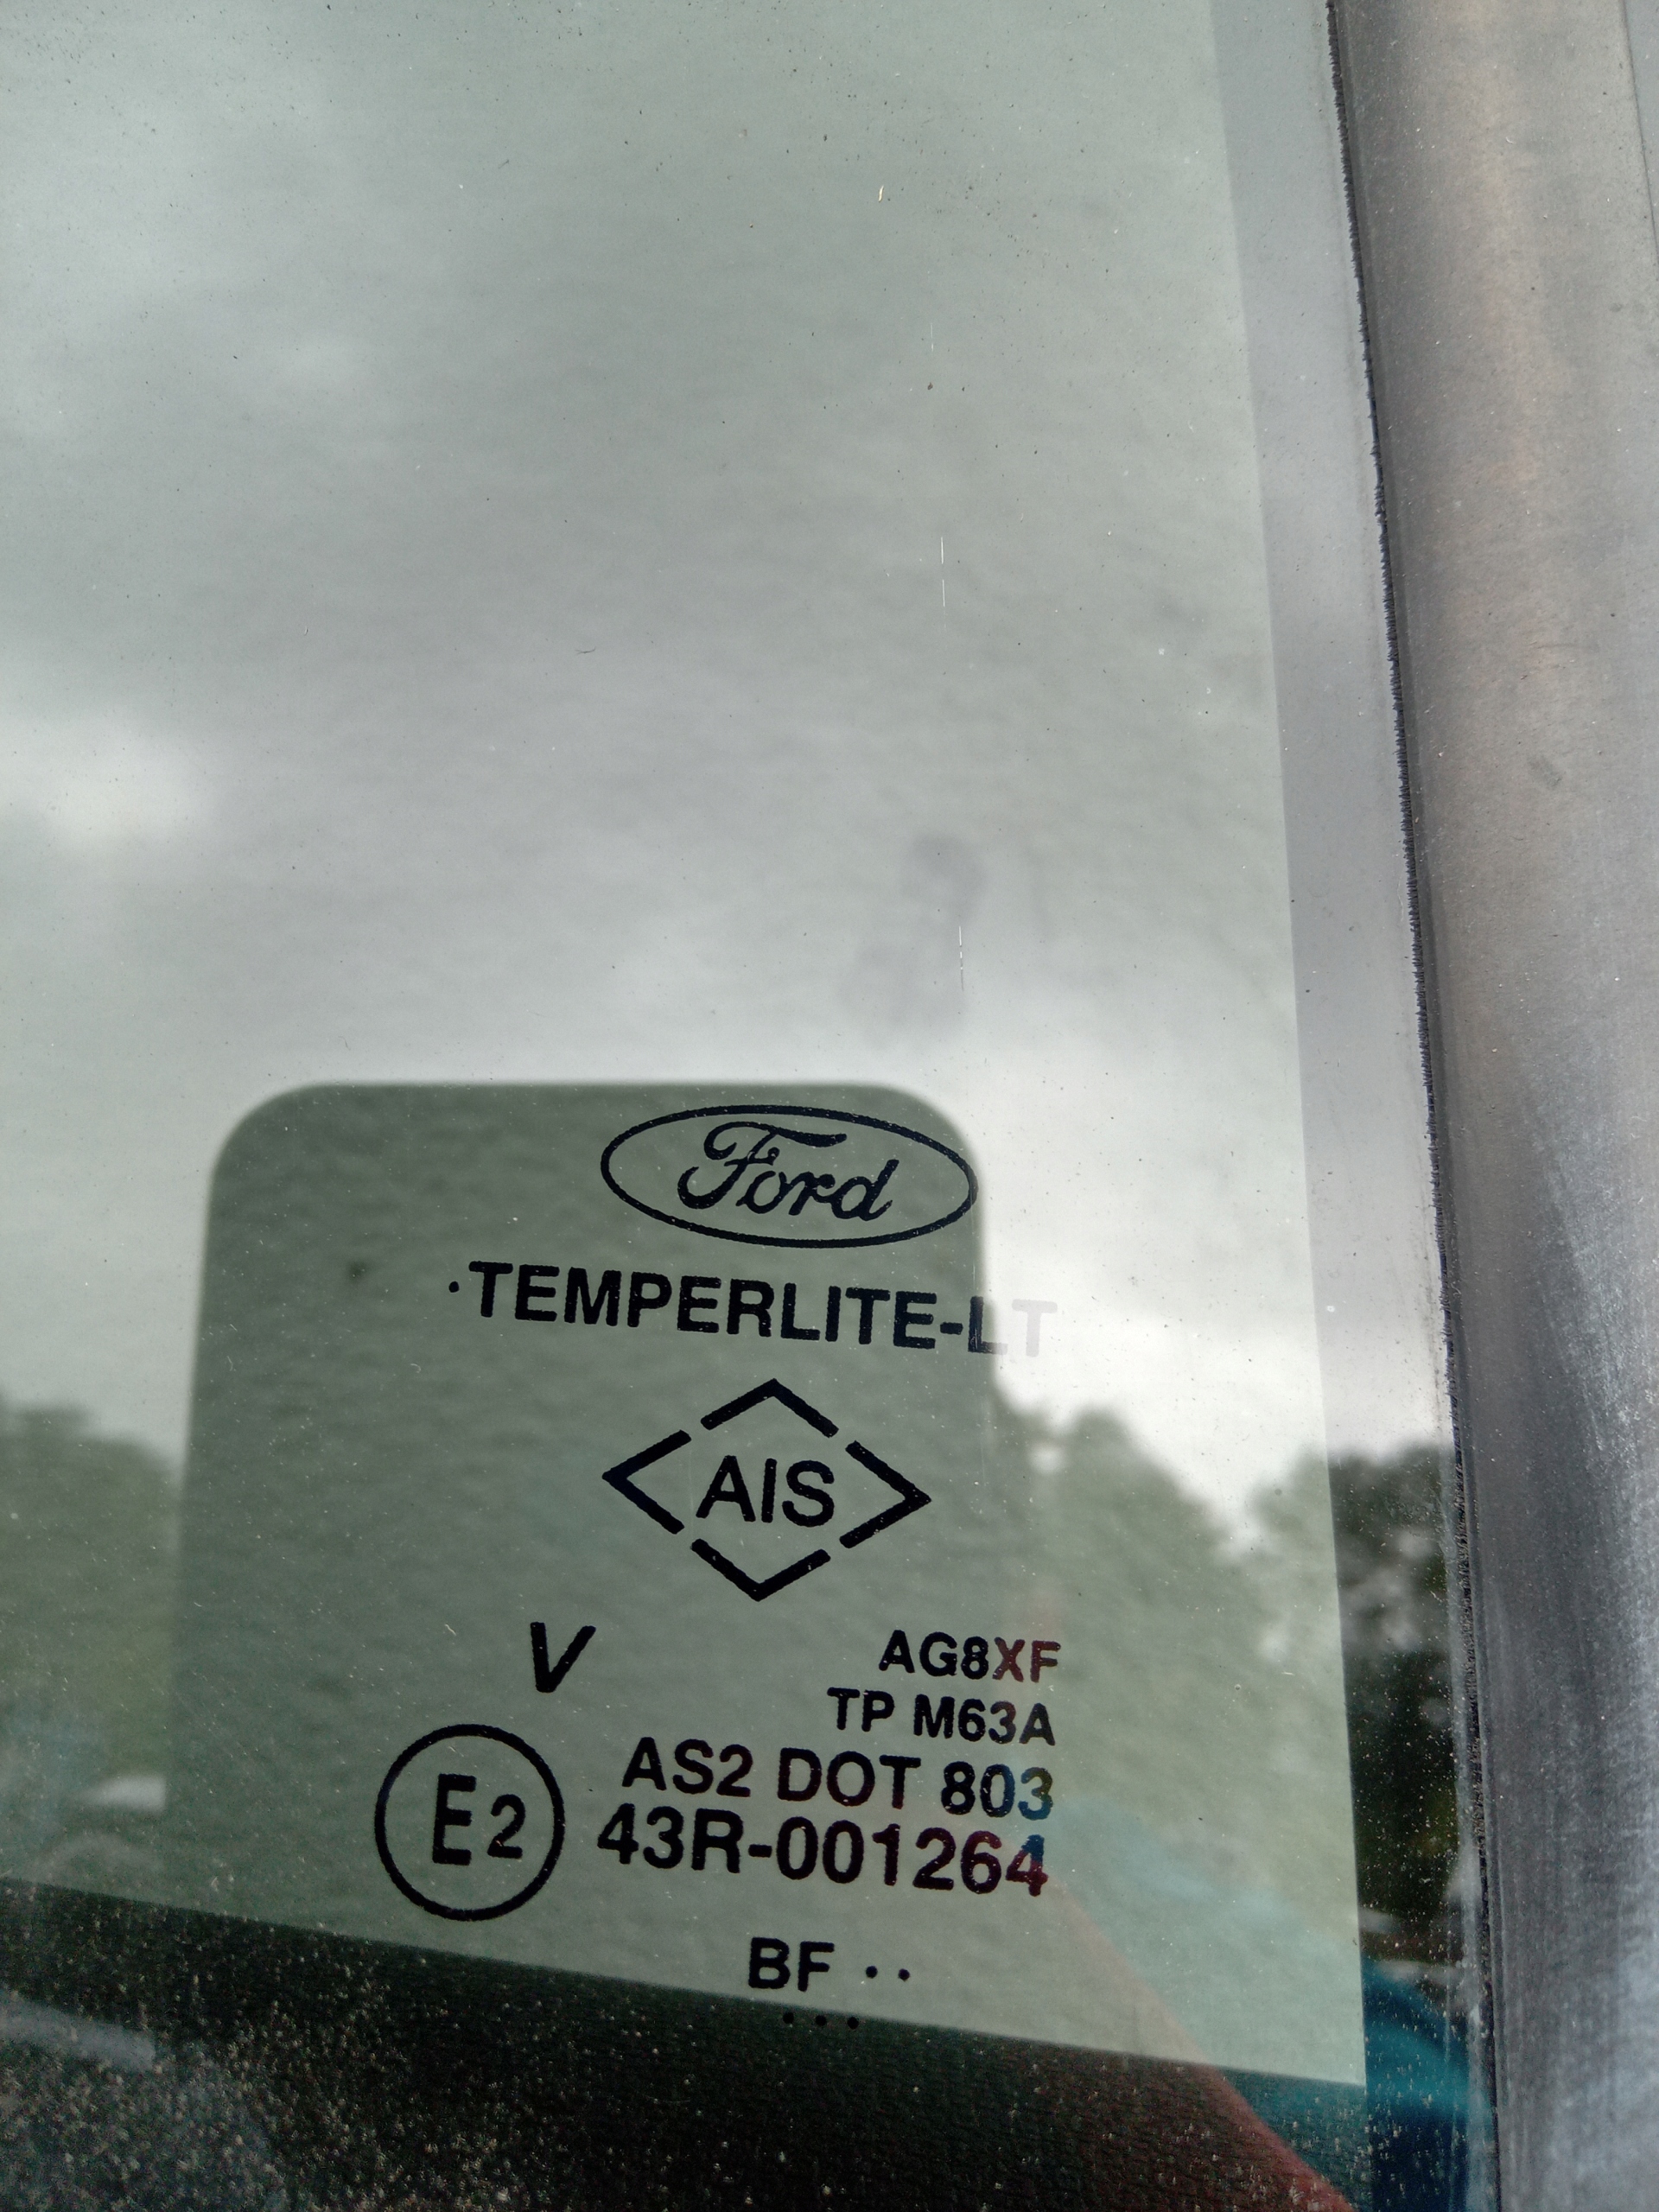 Ford
·TEMPERLITE-LT
AIS
V
AG8XF
TP M63A
AS2 DOT 803
E2
43R-001264
BF ··
···